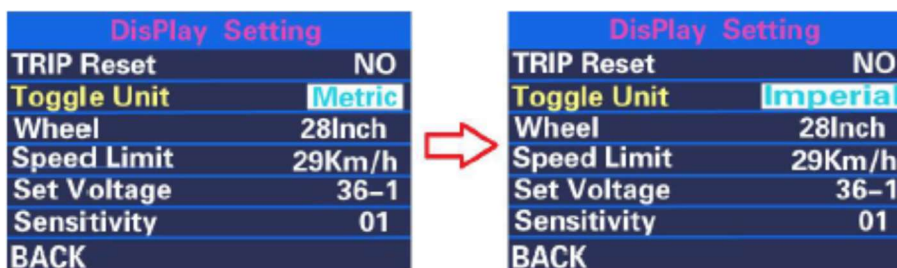 DisPlay Setting
TRIP Reset NO
Toggle Unit Metric
Wheel 28Inch
Speed Limit 29Km/h
Set Voltage 36-1
Sensitivity 01
BACK
DisPlay Setting
TRIP Reset NO
Toggle Unit Imperial
Wheel 28Inch
Speed Limit 29Km/h
Set Voltage 36-1
Sensitivity 01
BACK